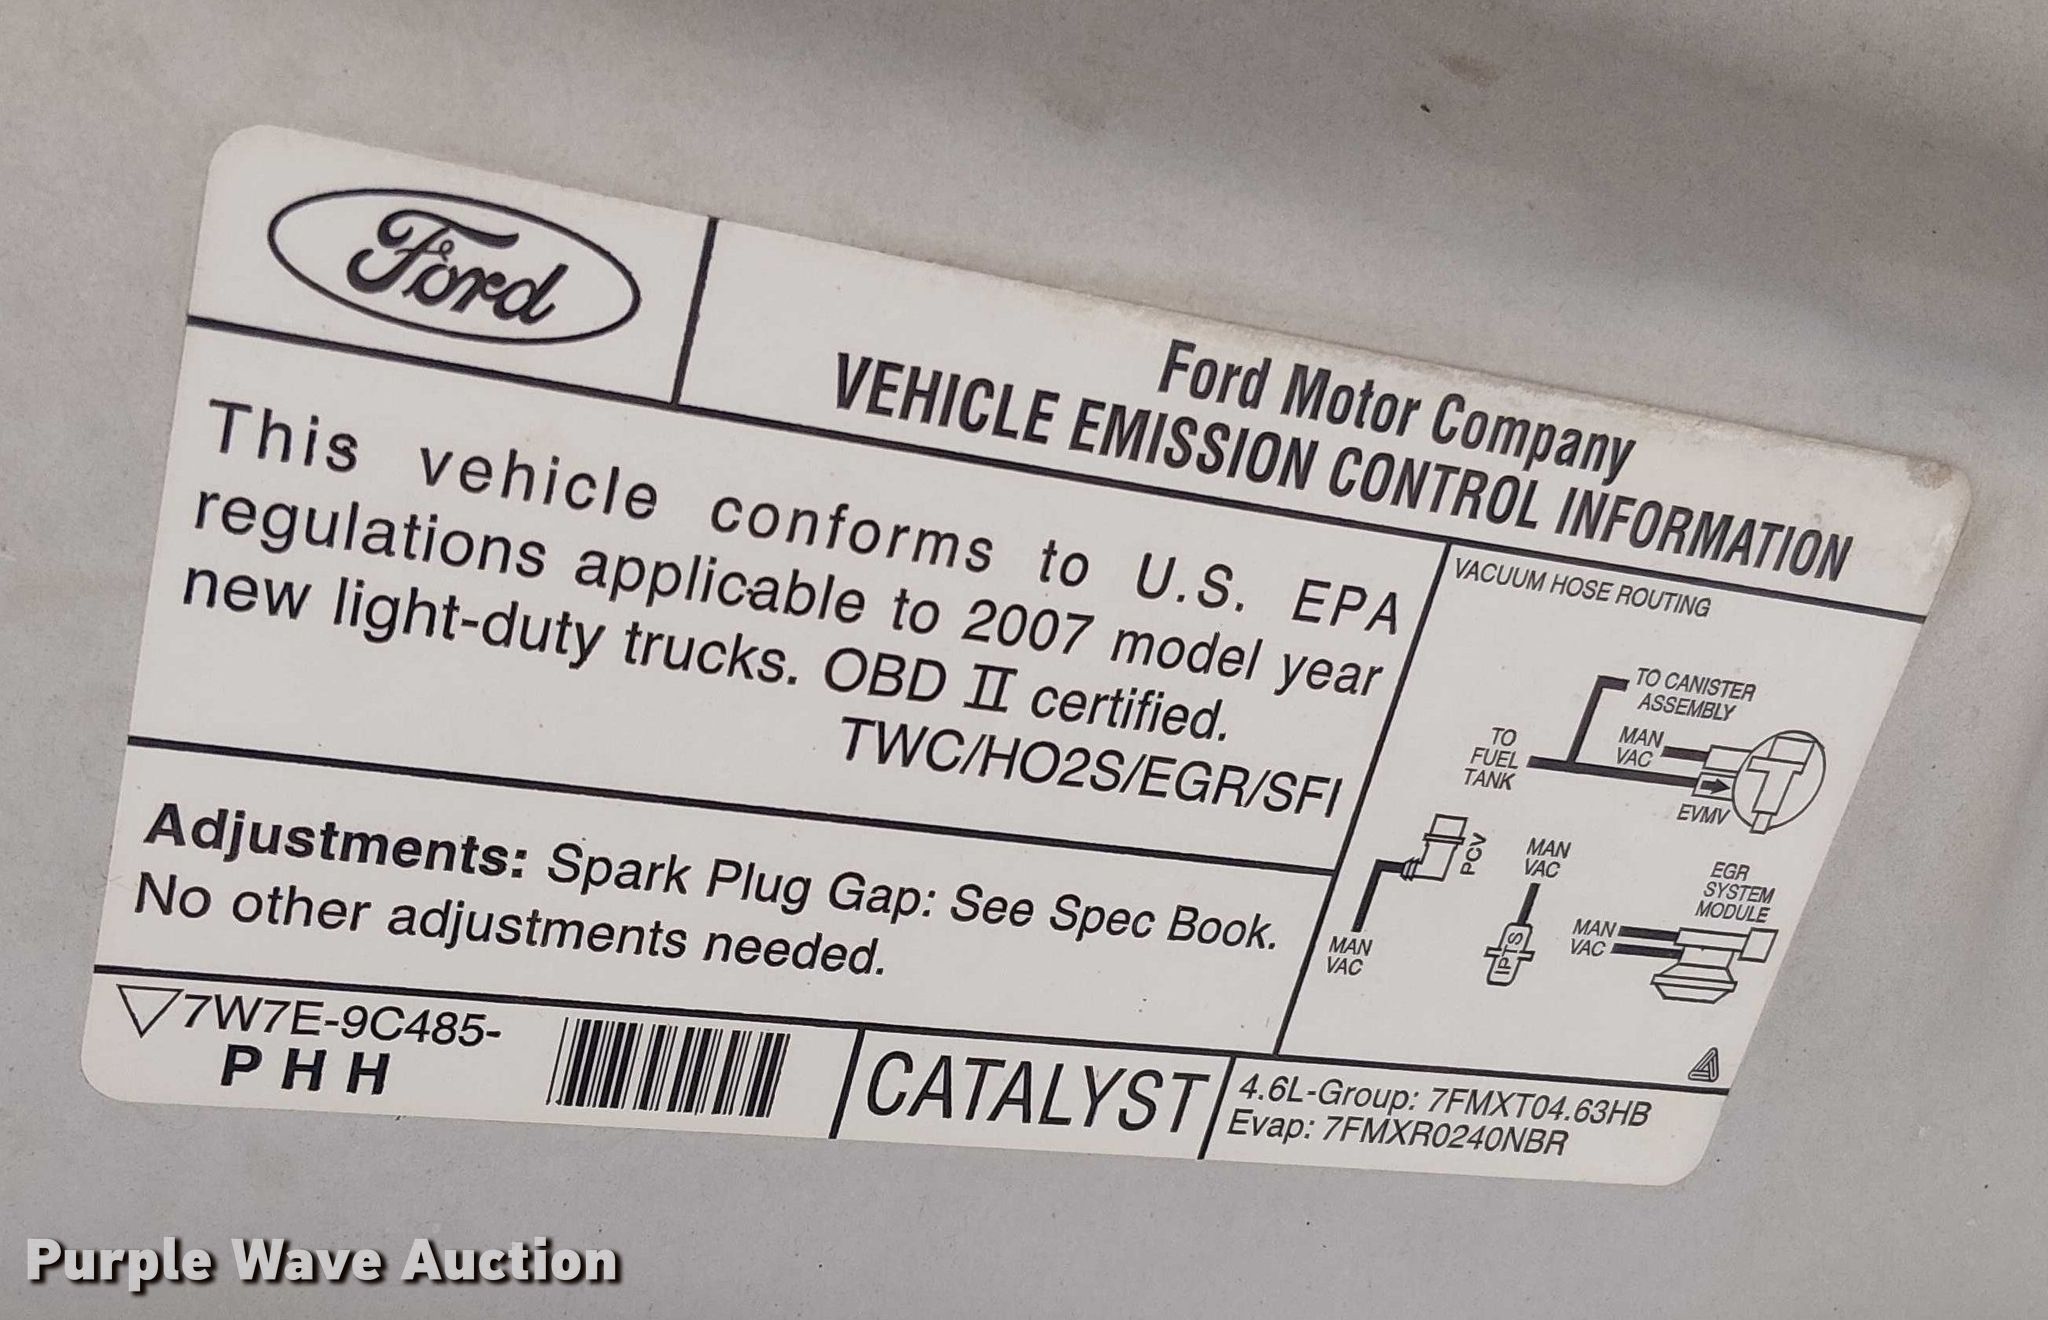 Ford
Ford Motor Company
VEHICLE EMISSION CONTROL INFORMATION
This vehicle conforms to U.S. EPA
regulations applicable to 2007 model year
new light-duty trucks. OBD II certified.
TWC/HO2S/EGR/SFI
Adjustments: Spark Plug Gap: See Spec Book.
No other adjustments needed.
VACUUM HOSE ROUTING
TO CANISTER
ASSEMBLY
TO
FUEL
TANK
MAN
VAC
EVMV
PCV
MAN
VAC
MAN
VAC
IPTS
EGR
SYSTEM
MODULE
MAN
VAC
7W7E-9C485-
PHH
CATALYST
4.6L-Group: 7FMXT04.63HB
Evap: 7FMXR0240NBR
Purple Wave Auction